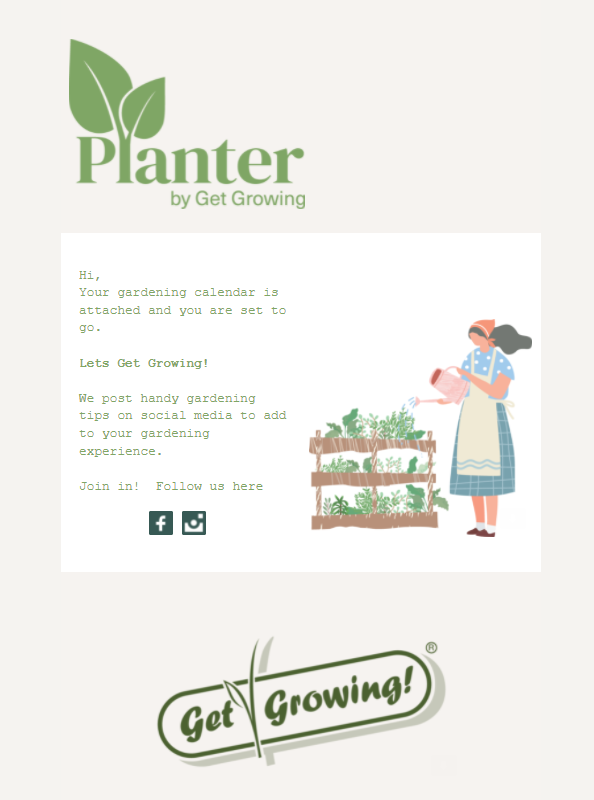 Planter
by Get Growing
Hi,
Your gardening calendar is
attached and you are set to
go.
Lets Get Growing!
We post handy gardening
tips on social media to add
to your gardening
experience.
Join in!  Follow us here
Get Growing!
®